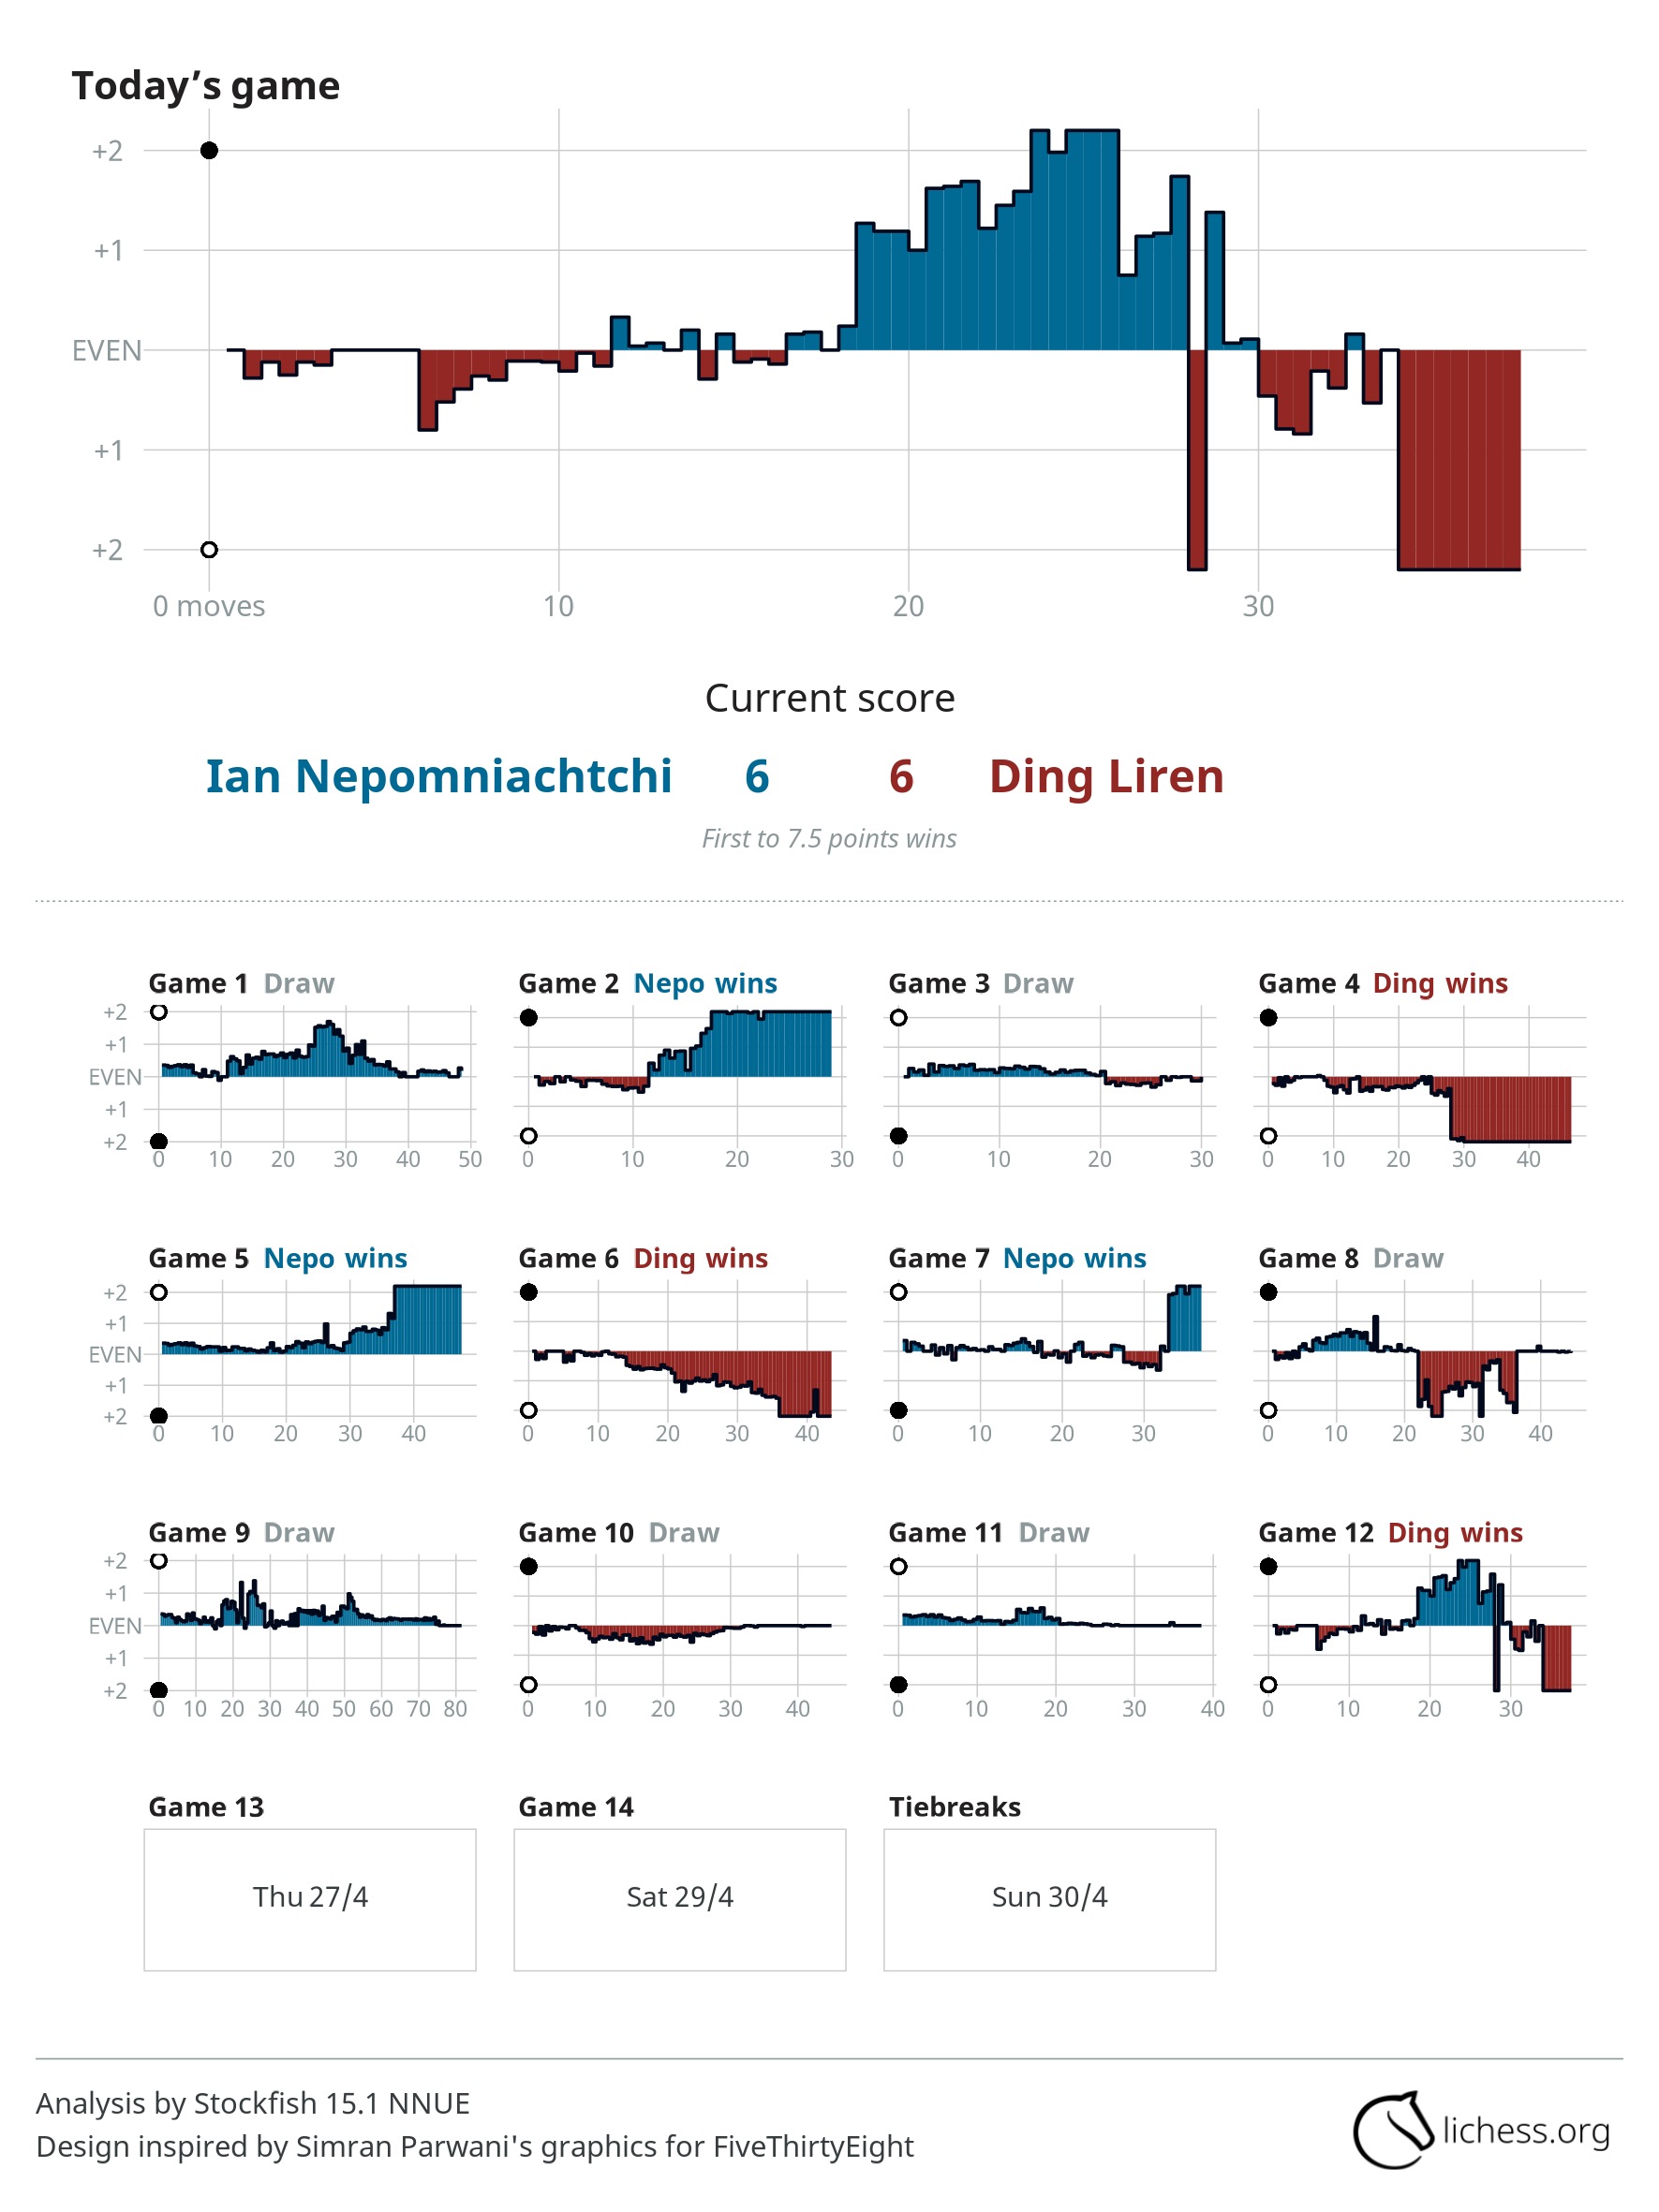 Today’s game
+2
+1
EVEN
+1
+2
0 moves 10 20 30
Current score
Ian Nepomniachtchi 6 6 Ding Liren
First to 7.5 points wins
Game 1 Draw
+2
+1
EVEN
+1
+2
0 10 20 30 40 50
Game 2 Nepo wins
0 10 20 30
Game 3 Draw
0 10 20 30
Game 4 Ding wins
0 10 20 30 40
Game 5 Nepo wins
+2
+1
EVEN
+1
+2
0 10 20 30 40
Game 6 Ding wins
0 10 20 30 40
Game 7 Nepo wins
0 10 20 30
Game 8 Draw
0 10 20 30 40
Game 9 Draw
+2
+1
EVEN
+1
+2
0 10 20 30 40 50 60 70 80
Game 10 Draw
0 10 20 30 40
Game 11 Draw
0 10 20 30 40
Game 12 Ding wins
0 10 20 30
Game 13
Thu 27/4
Game 14
Sat 29/4
Tiebreaks
Sun 30/4
Analysis by Stockfish 15.1 NNUE
Design inspired by Simran Parwani's graphics for FiveThirtyEight
lichess.org